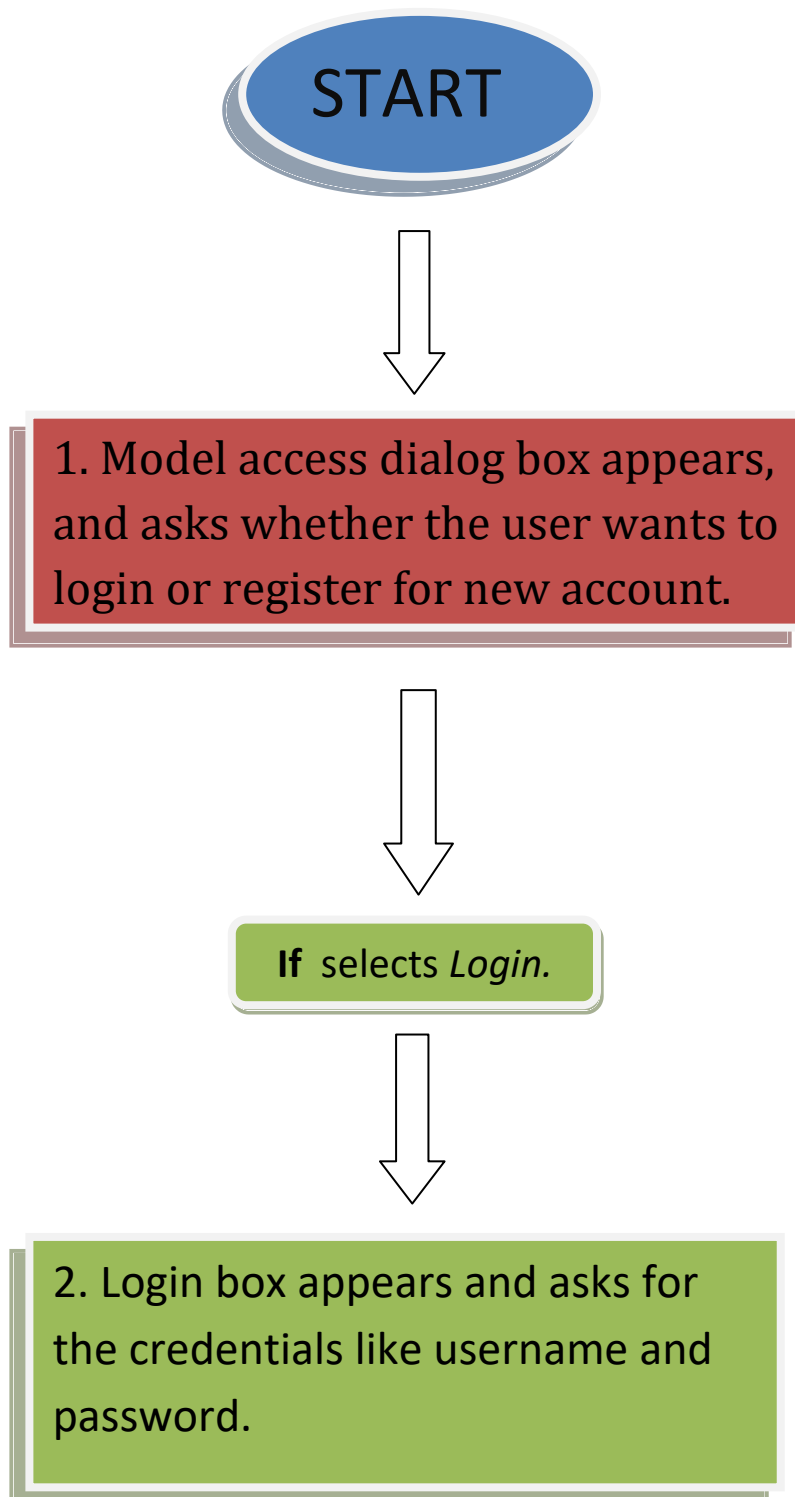 START
1. Model access dialog box appears,
and asks whether the user wants to
login or register for new account.
If selects Login.
2. Login box appears and asks for
the credentials like username and
password.